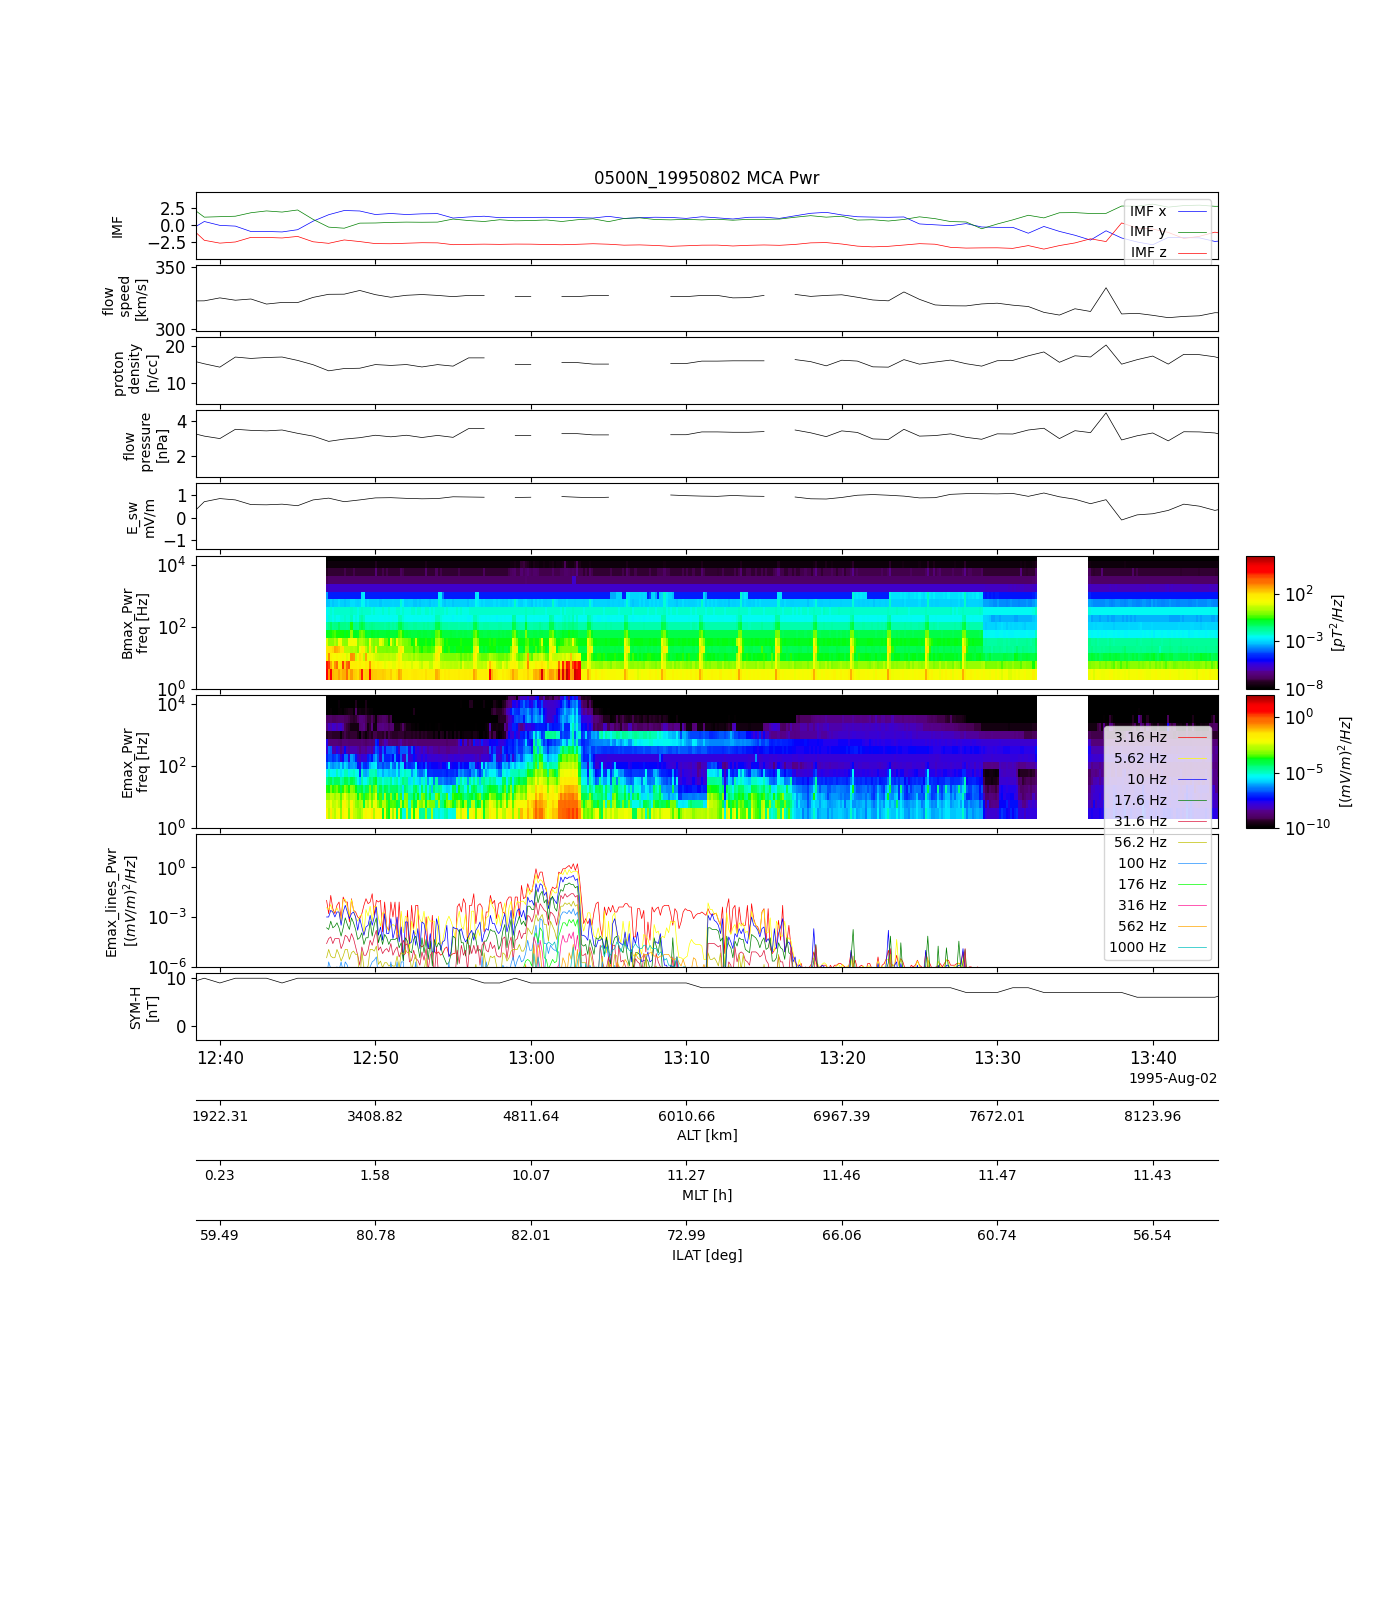 0500N_19950802 MCA Pwr
IMF
2.5
0.0
−2.5
IMF x
IMF y
IMF z
flow
speed
[km/s]
350
300
proton
density
[n/cc]
20
10
flow
pressure
[nPa]
4
2
E_sw
mV/m
1
0
−1
Bmax_Pwr
freq [Hz]
10^4
10^2
10^0
10^2
10^−3
10^−8
[pT^2/Hz]
Emax_Pwr
freq [Hz]
10^4
10^2
10^0
10^0
10^−5
10^−10
[(mV/m)^2/Hz]
3.16 Hz
5.62 Hz
10 Hz
17.6 Hz
31.6 Hz
56.2 Hz
100 Hz
176 Hz
316 Hz
562 Hz
1000 Hz
Emax_lines_Pwr
[(mV/m)^2/Hz]
10^0
10^−3
10^−6
SYM-H
[nT]
10
0
12:40 12:50 13:00 13:10 13:20 13:30 13:40
1995-Aug-02
1922.31 3408.82 4811.64 6010.66 6967.39 7672.01 8123.96
ALT [km]
0.23 1.58 10.07 11.27 11.46 11.47 11.43
MLT [h]
59.49 80.78 82.01 72.99 66.06 60.74 56.54
ILAT [deg]